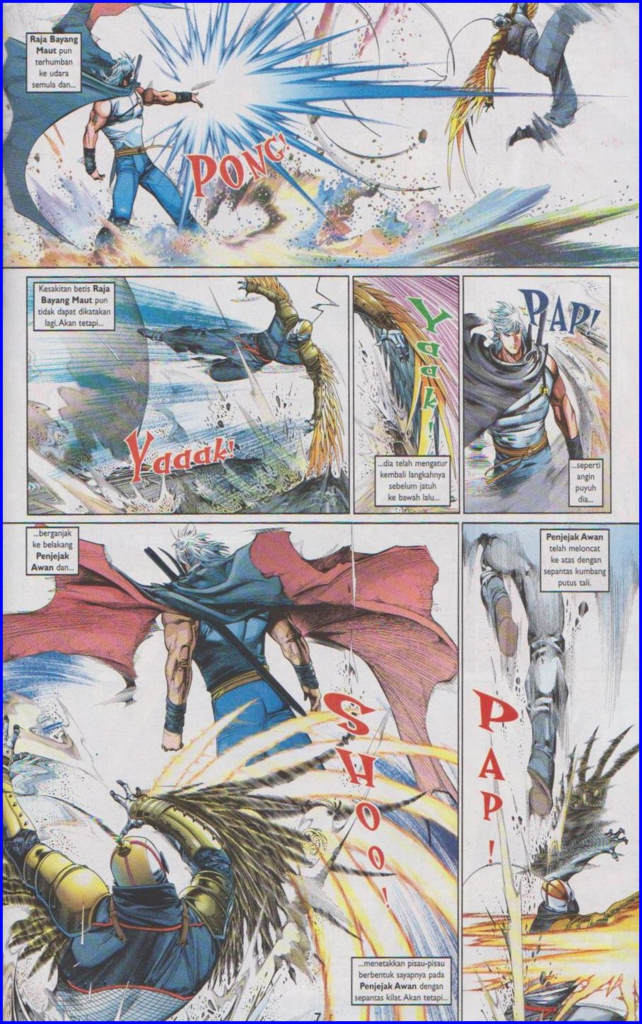 Raja Bayang
Maut pun
terhumban
ke udara
semula dan...
PONG!
Kesakitan betis Raja
Bayang Maut pun
tidak dapat dikatakan
lagi. Akan tetapi...
Yaaak!
Yaaak!
...dia telah mengatur
kembali langkahnya
sebelum jatuh
ke bawah lalu...
PAP!
...seperti
angin
puyuh
dia...
...berganjak
ke belakang
Penjejak
Awan dan...
SHOO!
...menetakkan pisau-pisau
berbentuk sayapnya pada
Penjejak Awan dengan
sepantas kilat. Akan tetapi...
Penjejak Awan
telah meloncat
ke atas dengan
sepantas kumbang
putus tali.
PAP!
7